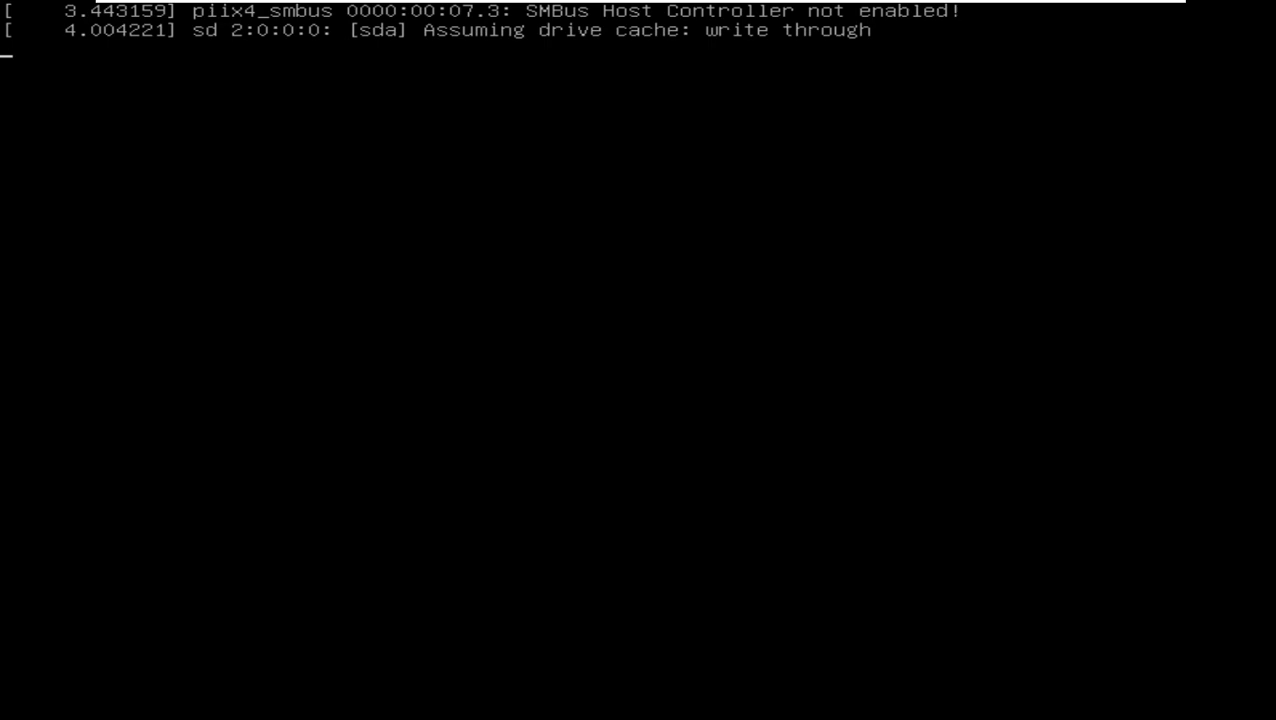 [    3.443159] piix4_smbus 0000:00:07.3: SMBus Host Controller not enabled!
[    4.004221] sd 2:0:0:0: [sda] Assuming drive cache: write through